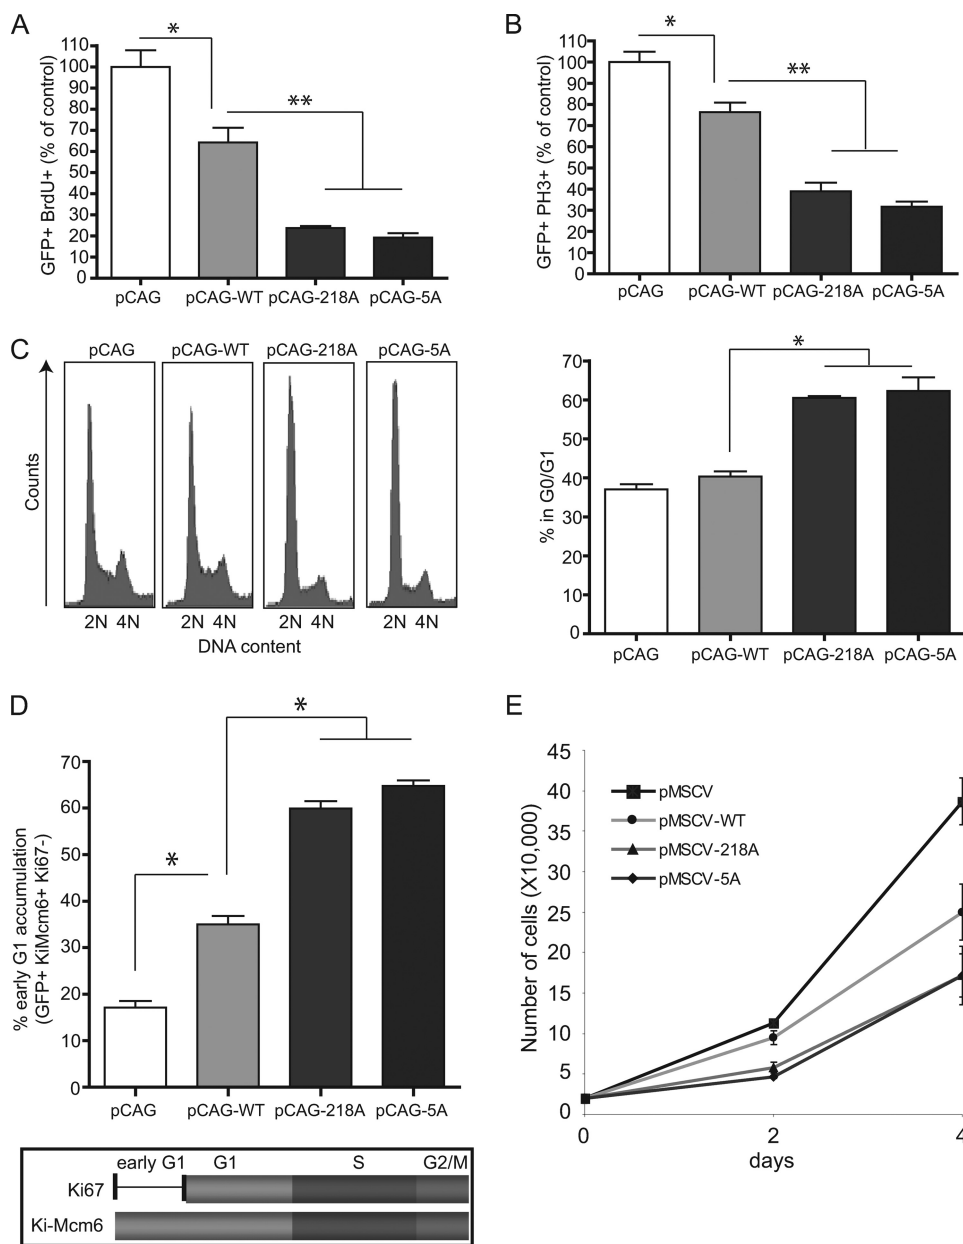 A
GFP+ BrdU+ (% of control)
110
100
90
80
70
60
50
40
30
20
10
0
*
**
pCAG pCAG-WT pCAG-218A pCAG-5A
B
GFP+ PH3+ (% of control)
110
100
90
80
70
60
50
40
30
20
10
0
*
**
pCAG pCAG-WT pCAG-218A pCAG-5A
C
pCAG pCAG-WT pCAG-218A pCAG-5A
Counts
2N 4N 2N 4N 2N 4N 2N 4N
DNA content
% in G0/G1
70
60
50
40
30
20
10
0
*
pCAG pCAG-WT pCAG-218A pCAG-5A
D
% early G1 accumulation
(GFP+ KiMcm6+ Ki67-)
70
60
50
40
30
20
10
0
*
*
pCAG pCAG-WT pCAG-218A pCAG-5A
early G1 G1 S G2/M
Ki67
Ki-Mcm6
E
Number of cells (X10,000)
45
40
35
30
25
20
15
10
5
0
pMSCV
pMSCV-WT
pMSCV-218A
pMSCV-5A
0 2 4
days